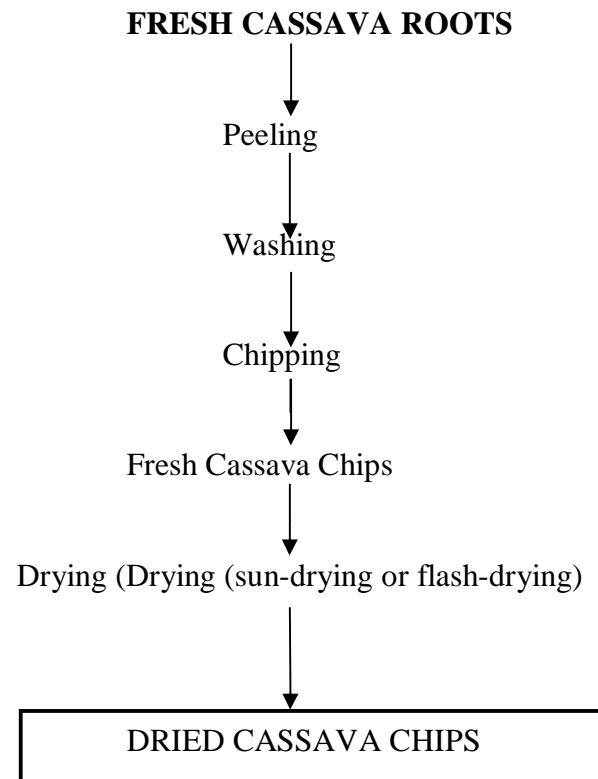 FRESH CASSAVA ROOTS
Peeling
Washing
Chipping
Fresh Cassava Chips
Drying (Drying (sun-drying or flash-drying)
DRIED CASSAVA CHIPS